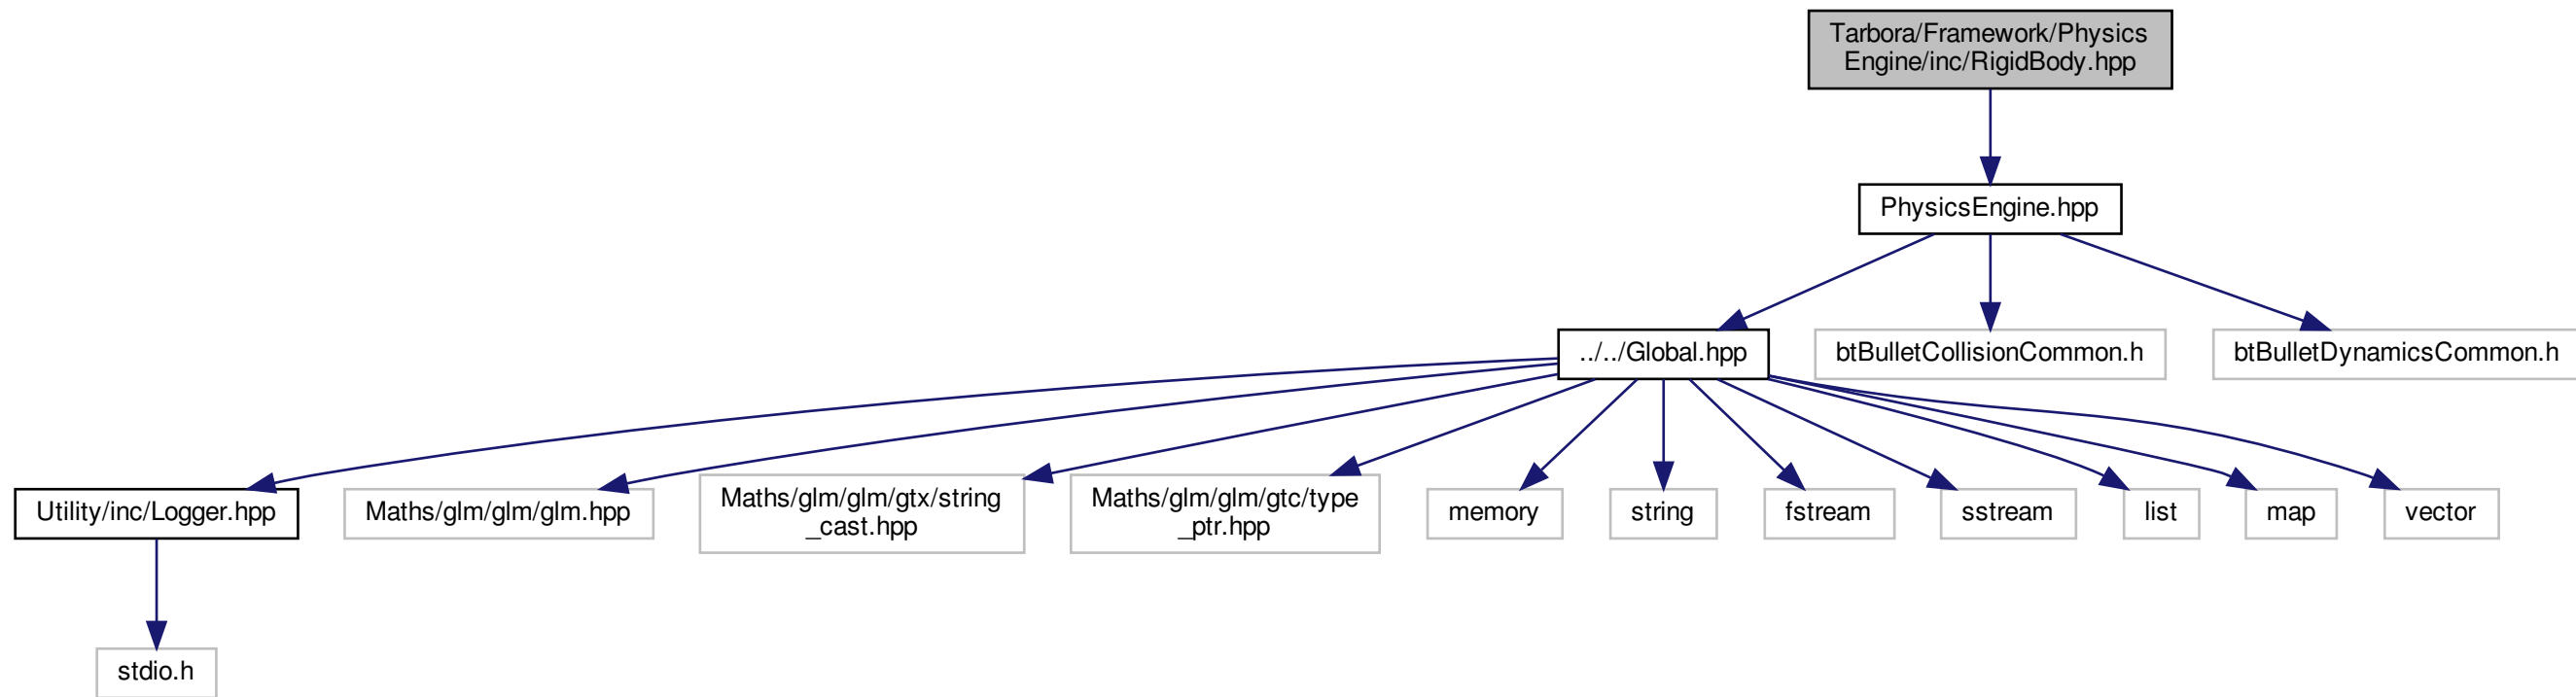 Tarbora/Framework/Physics
Engine/inc/RigidBody.hpp
PhysicsEngine.hpp
../../Global.hpp
btBulletCollisionCommon.h
btBulletDynamicsCommon.h
Utility/inc/Logger.hpp
Maths/glm/glm/glm.hpp
Maths/glm/glm/gtx/string
_cast.hpp
Maths/glm/glm/gtc/type
_ptr.hpp
memory
string
fstream
sstream
list
map
vector
stdio.h